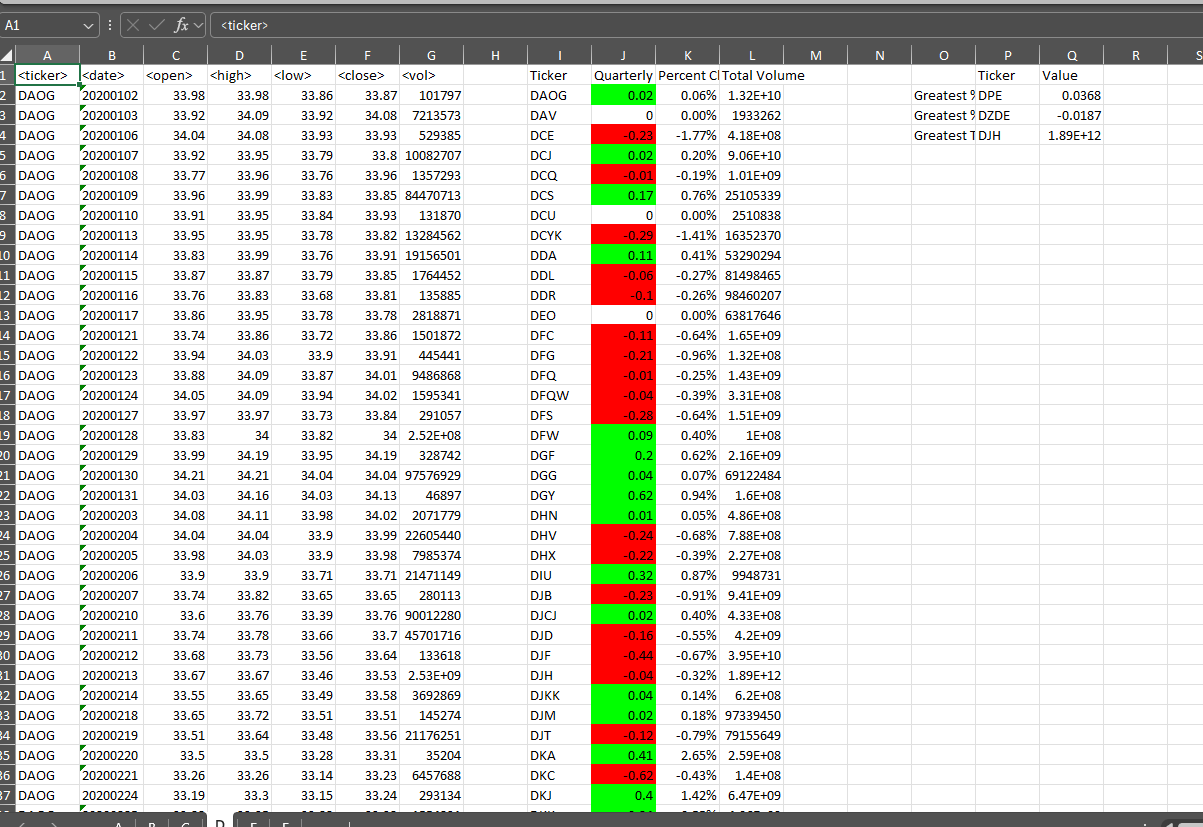 A1 fx <ticker>
A B C D E F G H I J K L M N O P Q R S
1 <ticker> <date> <open> <high> <low> <close> <vol> Ticker Quarterly Percent Cl Total Volume Ticker Value
2 DAOG 20200102 33.98 33.98 33.86 33.87 101797 DAOG 0.02 0.06% 1.32E+10 Greatest % DPE 0.0368
3 DAOG 20200103 33.92 34.09 33.92 34.08 7213573 DAV 0 0.00% 1933262 Greatest % DZDE -0.0187
4 DAOG 20200106 34.04 34.08 33.93 33.93 529385 DCE -0.23 -1.77% 4.18E+08 Greatest T DJH 1.89E+12
5 DAOG 20200107 33.92 33.95 33.79 33.8 10082707 DCJ 0.02 0.20% 9.06E+10
6 DAOG 20200108 33.77 33.96 33.76 33.96 1357293 DCQ -0.01 -0.19% 1.01E+09
7 DAOG 20200109 33.96 33.99 33.83 33.85 84470713 DCS 0.17 0.76% 25105339
8 DAOG 20200110 33.91 33.95 33.84 33.93 131870 DCU 0 0.00% 2510838
9 DAOG 20200113 33.95 33.95 33.78 33.82 13284562 DCYK -0.29 -1.41% 16352370
10 DAOG 20200114 33.83 33.99 33.76 33.91 19156501 DDA 0.11 0.41% 53290294
11 DAOG 20200115 33.87 33.87 33.79 33.85 1764452 DDL -0.06 -0.27% 81498465
12 DAOG 20200116 33.76 33.83 33.68 33.81 135885 DDR -0.1 -0.26% 98460207
13 DAOG 20200117 33.86 33.95 33.78 33.78 2818871 DEO 0 0.00% 63817646
14 DAOG 20200121 33.74 33.86 33.72 33.86 1501872 DFC -0.11 -0.64% 1.65E+09
15 DAOG 20200122 33.94 34.03 33.9 33.91 445441 DFG -0.21 -0.96% 1.32E+08
16 DAOG 20200123 33.88 34.09 33.87 34.01 9486868 DFQ -0.01 -0.25% 1.43E+09
17 DAOG 20200124 34.05 34.09 33.94 34.02 1595341 DFQW -0.04 -0.39% 3.31E+08
18 DAOG 20200127 33.97 33.97 33.73 33.84 291057 DFS -0.28 -0.64% 1.51E+09
19 DAOG 20200128 33.83 34 33.82 34 2.52E+08 DFW 0.09 0.40% 1E+08
20 DAOG 20200129 33.99 34.19 33.95 34.19 328742 DGF 0.2 0.62% 2.16E+09
21 DAOG 20200130 34.21 34.21 34.04 34.04 97576929 DGG 0.04 0.07% 69122484
22 DAOG 20200131 34.03 34.16 34.03 34.13 46897 DGY 0.62 0.94% 1.6E+08
23 DAOG 20200203 34.08 34.11 33.98 34.02 2071779 DHN 0.01 0.05% 4.86E+08
24 DAOG 20200204 34.04 34.04 33.9 33.99 22605440 DHV -0.24 -0.68% 7.88E+08
25 DAOG 20200205 33.98 34.03 33.9 33.98 7985374 DHX -0.22 -0.39% 2.27E+08
26 DAOG 20200206 33.9 33.9 33.71 33.71 21471149 DIU 0.32 0.87% 9948731
27 DAOG 20200207 33.74 33.82 33.65 33.65 280113 DJB -0.23 -0.91% 9.41E+09
28 DAOG 20200210 33.6 33.76 33.39 33.76 90012280 DJCJ 0.02 0.40% 4.33E+08
29 DAOG 20200211 33.74 33.78 33.66 33.7 45701716 DJD -0.16 -0.55% 4.2E+09
30 DAOG 20200212 33.68 33.73 33.56 33.64 133618 DJF -0.44 -0.67% 3.95E+10
31 DAOG 20200213 33.67 33.67 33.46 33.53 2.53E+09 DJH -0.04 -0.32% 1.89E+12
32 DAOG 20200214 33.55 33.65 33.49 33.58 3692869 DJKK 0.04 0.14% 6.2E+08
33 DAOG 20200218 33.65 33.72 33.51 33.51 145274 DJM 0.02 0.18% 97339450
34 DAOG 20200219 33.51 33.64 33.48 33.56 21176251 DJT -0.12 -0.79% 79155649
35 DAOG 20200220 33.5 33.5 33.28 33.31 35204 DKA 0.41 2.65% 2.59E+08
36 DAOG 20200221 33.26 33.26 33.14 33.23 6457688 DKC -0.62 -0.43% 1.4E+08
37 DAOG 20200224 33.19 33.3 33.15 33.24 293134 DKJ 0.4 1.42% 6.47E+09
A B C D E F